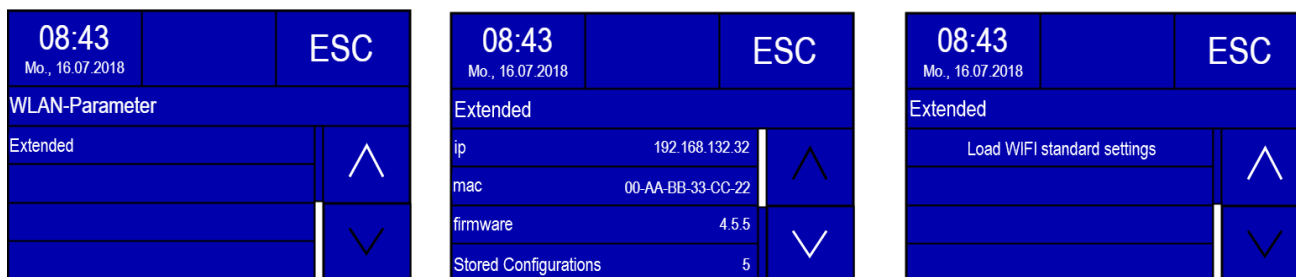 08:43
Mo., 16.07.2018
ESC
WLAN-Parameter
Extended
08:43
Mo., 16.07.2018
ESC
Extended
ip 192.168.132.32
mac 00-AA-BB-33-CC-22
firmware 4.5.5
Stored Configurations 5
08:43
Mo., 16.07.2018
ESC
Extended
Load WIFI standard settings